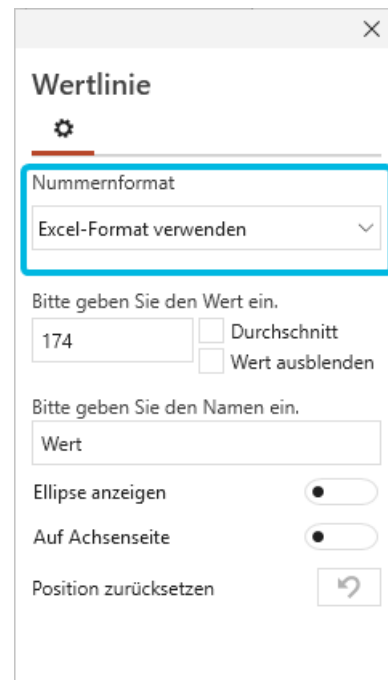 Wertlinie
Nummernformat
Excel-Format verwenden
Bitte geben Sie den Wert ein.
174
Durchschnitt
Wert ausblenden
Bitte geben Sie den Namen ein.
Wert
Ellipse anzeigen
Auf Achsenseite
Position zurücksetzen